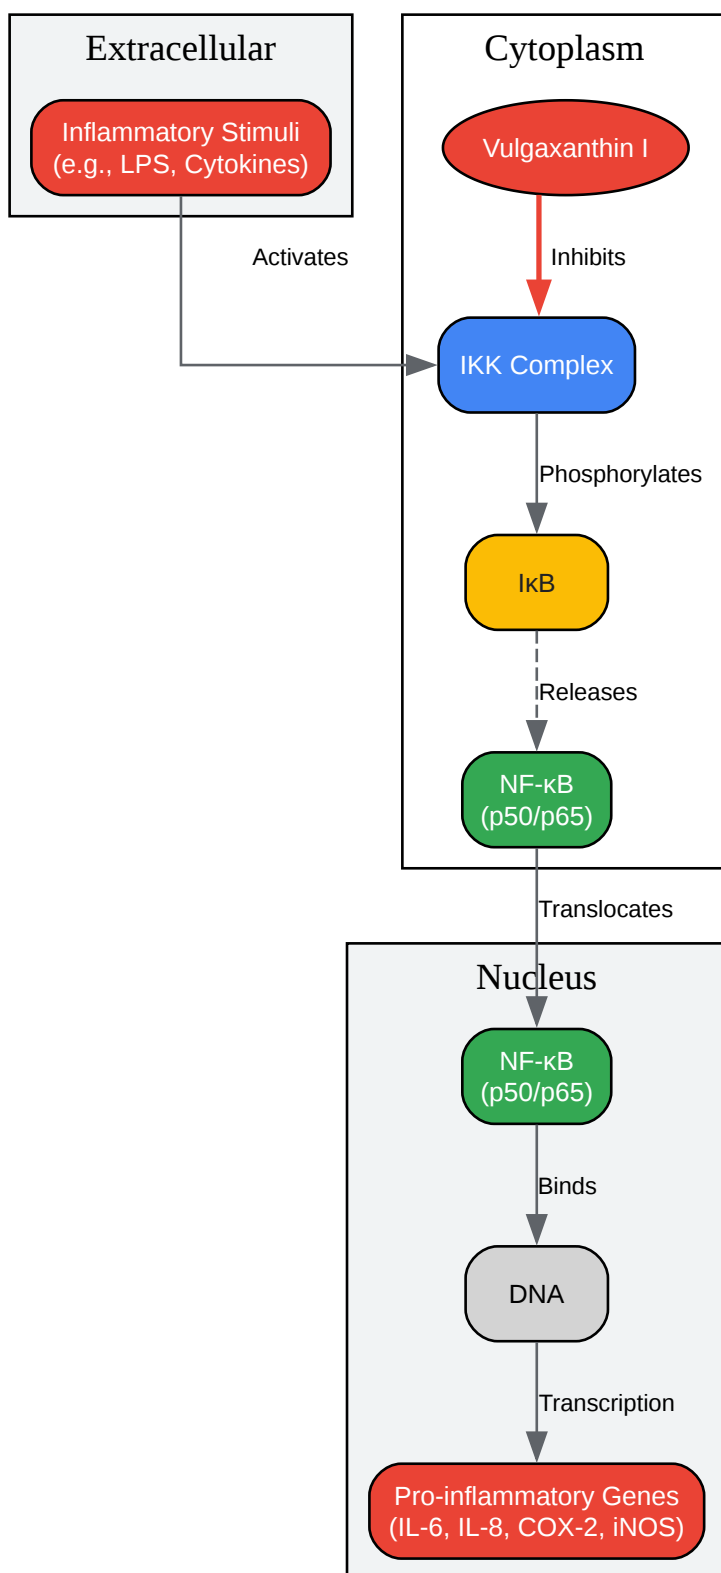 Extracellular
Inflammatory Stimuli
(e.g., LPS, Cytokines)
Activates
Cytoplasm
Vulgaxanthin I
Inhibits
IKK Complex
Phosphorylates
IκB
Releases
NF-κB
(p50/p65)
Translocates
Nucleus
NF-κB
(p50/p65)
Binds
DNA
Transcription
Pro-inflammatory Genes
(IL-6, IL-8, COX-2, iNOS)